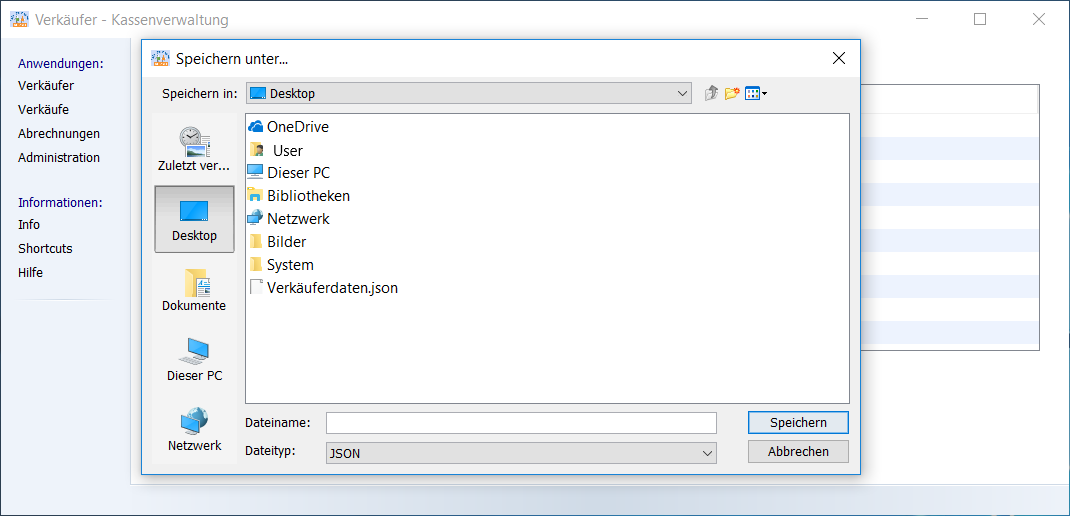 Verkäufer - Kassenverwaltung
Anwendungen:
Verkäufer
Verkäufe
Abrechnungen
Administration
Informationen:
Info
Shortcuts
Hilfe
Speichern unter...
Speichern in:
Desktop
Zuletzt ver...
Desktop
Dokumente
Dieser PC
Netzwerk
OneDrive
User
Dieser PC
Bibliotheken
Netzwerk
Bilder
System
Verkäuferdaten.json
Dateiname:
Speichern
Dateityp:
JSON
Abbrechen